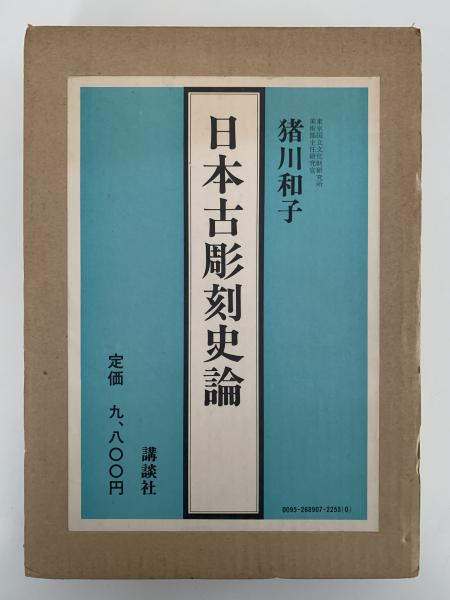 東京国立文化財研究所
美術部主任研究官
猪川和子
日本古彫刻史論
定価 九、八〇〇円
講談社
0095-268907-2253(0)